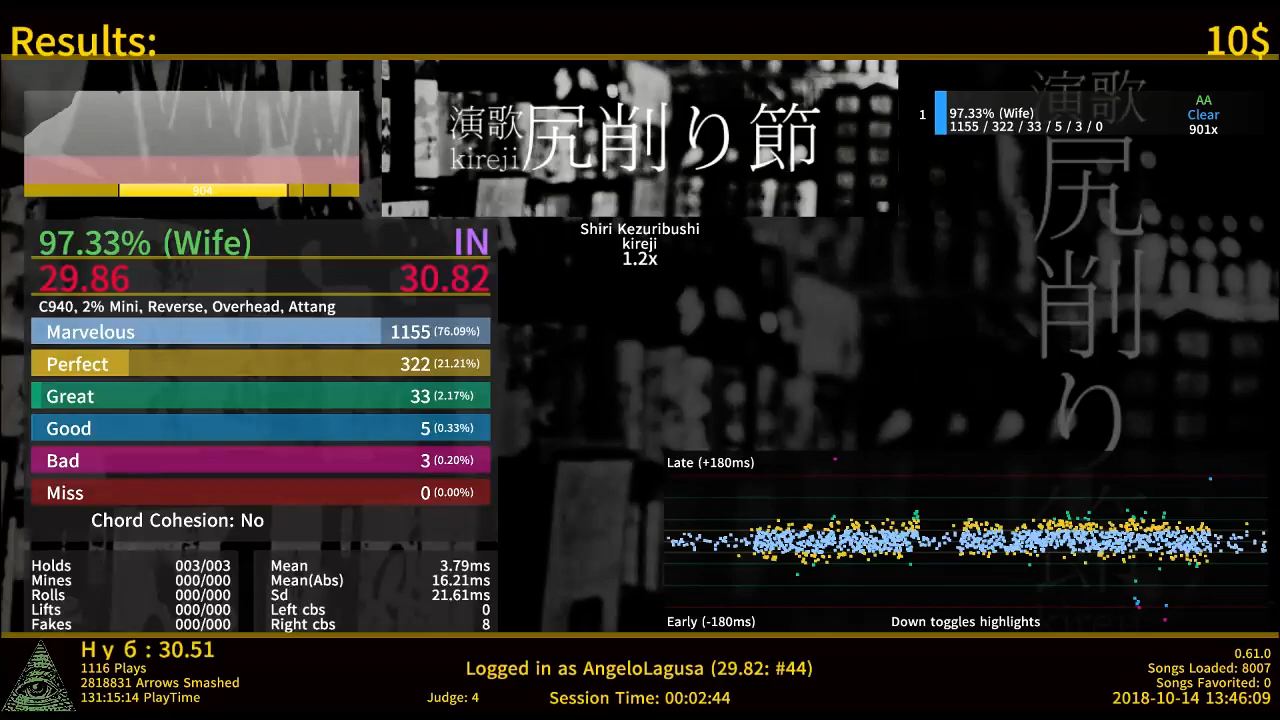 Results:
10$
904
演歌
kireji
尻削り節
1
97.33% (Wife)
1155 / 322 / 33 / 5 / 3 / 0
AA
Clear
901x
演歌
尻削り節
Shiri Kezuribushi
kireji
1.2x
97.33% (Wife)
IN
29.86
30.82
C940, 2% Mini, Reverse, Overhead, Attang
Marvelous
1155 (76.09%)
Perfect
322 (21.21%)
Great
33 (2.17%)
Good
5 (0.33%)
Bad
3 (0.20%)
Miss
0 (0.00%)
Chord Cohesion: No
Holds 003/003
Mines 000/000
Rolls 000/000
Lifts 000/000
Fakes 000/000
Mean 3.79ms
Mean(Abs) 16.21ms
Sd 21.61ms
Left cbs 0
Right cbs 8
Late (+180ms)
Early (-180ms)
Down toggles highlights
Н у б : 30.51
1116 Plays
2818831 Arrows Smashed
131:15:14 PlayTime
Logged in as AngeloLagusa (29.82: #44)
Judge: 4
Session Time: 00:02:44
0.61.0
Songs Loaded: 8007
Songs Favorited: 0
2018-10-14 13:46:09